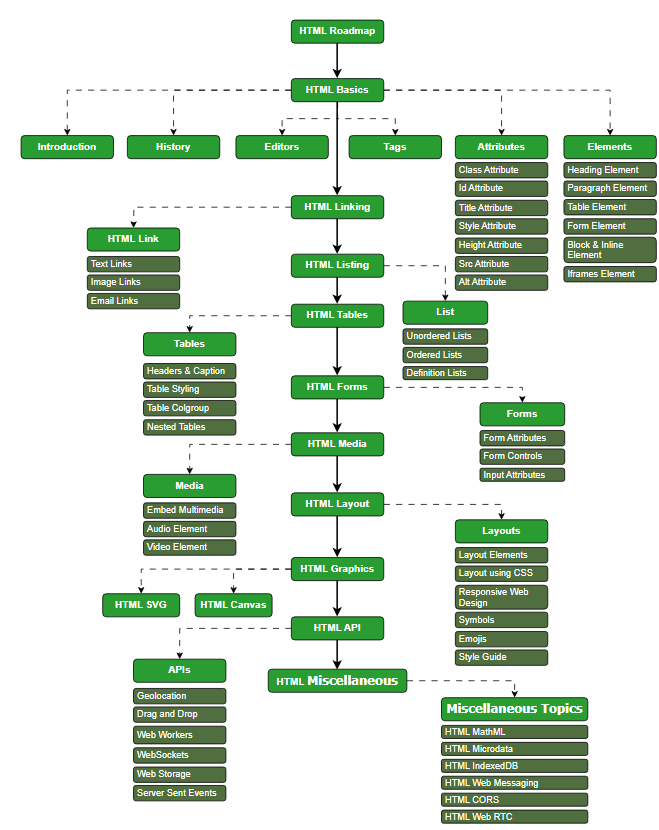 HTML Roadmap
HTML Basics
Introduction
History
Editors
Tags
Attributes
Class Attribute
Id Attribute
Title Attribute
Style Attribute
Height Attribute
Src Attribute
Alt Attribute
Elements
Heading Element
Paragraph Element
Table Element
Form Element
Block & Inline
Element
Iframes Element
HTML Linking
HTML Link
Text Links
Image Links
Email Links
HTML Listing
List
Unordered Lists
Ordered Lists
Definition Lists
HTML Tables
Tables
Headers & Caption
Table Styling
Table Colgroup
Nested Tables
HTML Forms
Forms
Form Attributes
Form Controls
Input Attributes
HTML Media
Media
Embed Multimedia
Audio Element
Video Element
HTML Layout
Layouts
Layout Elements
Layout using CSS
Responsive Web
Design
Symbols
Emojis
Style Guide
HTML Graphics
HTML SVG
HTML Canvas
HTML API
APIs
Geolocation
Drag and Drop
Web Workers
WebSockets
Web Storage
Server Sent Events
HTML Miscellaneous
Miscellaneous Topics
HTML MathML
HTML Microdata
HTML IndexedDB
HTML Web Messaging
HTML CORS
HTML Web RTC